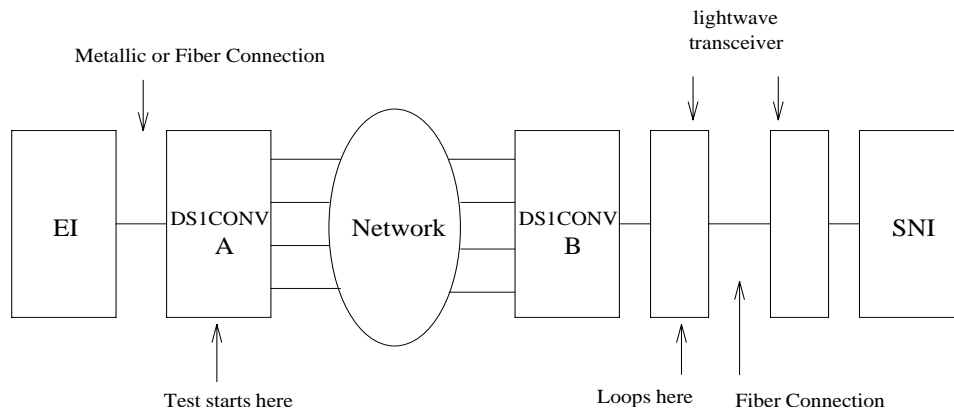 lightwave
transceiver
Metallic or Fiber Connection
EI
DS1CONV
A
Network
DS1CONV
B
SNI
Test starts here
Loops here
Fiber Connection